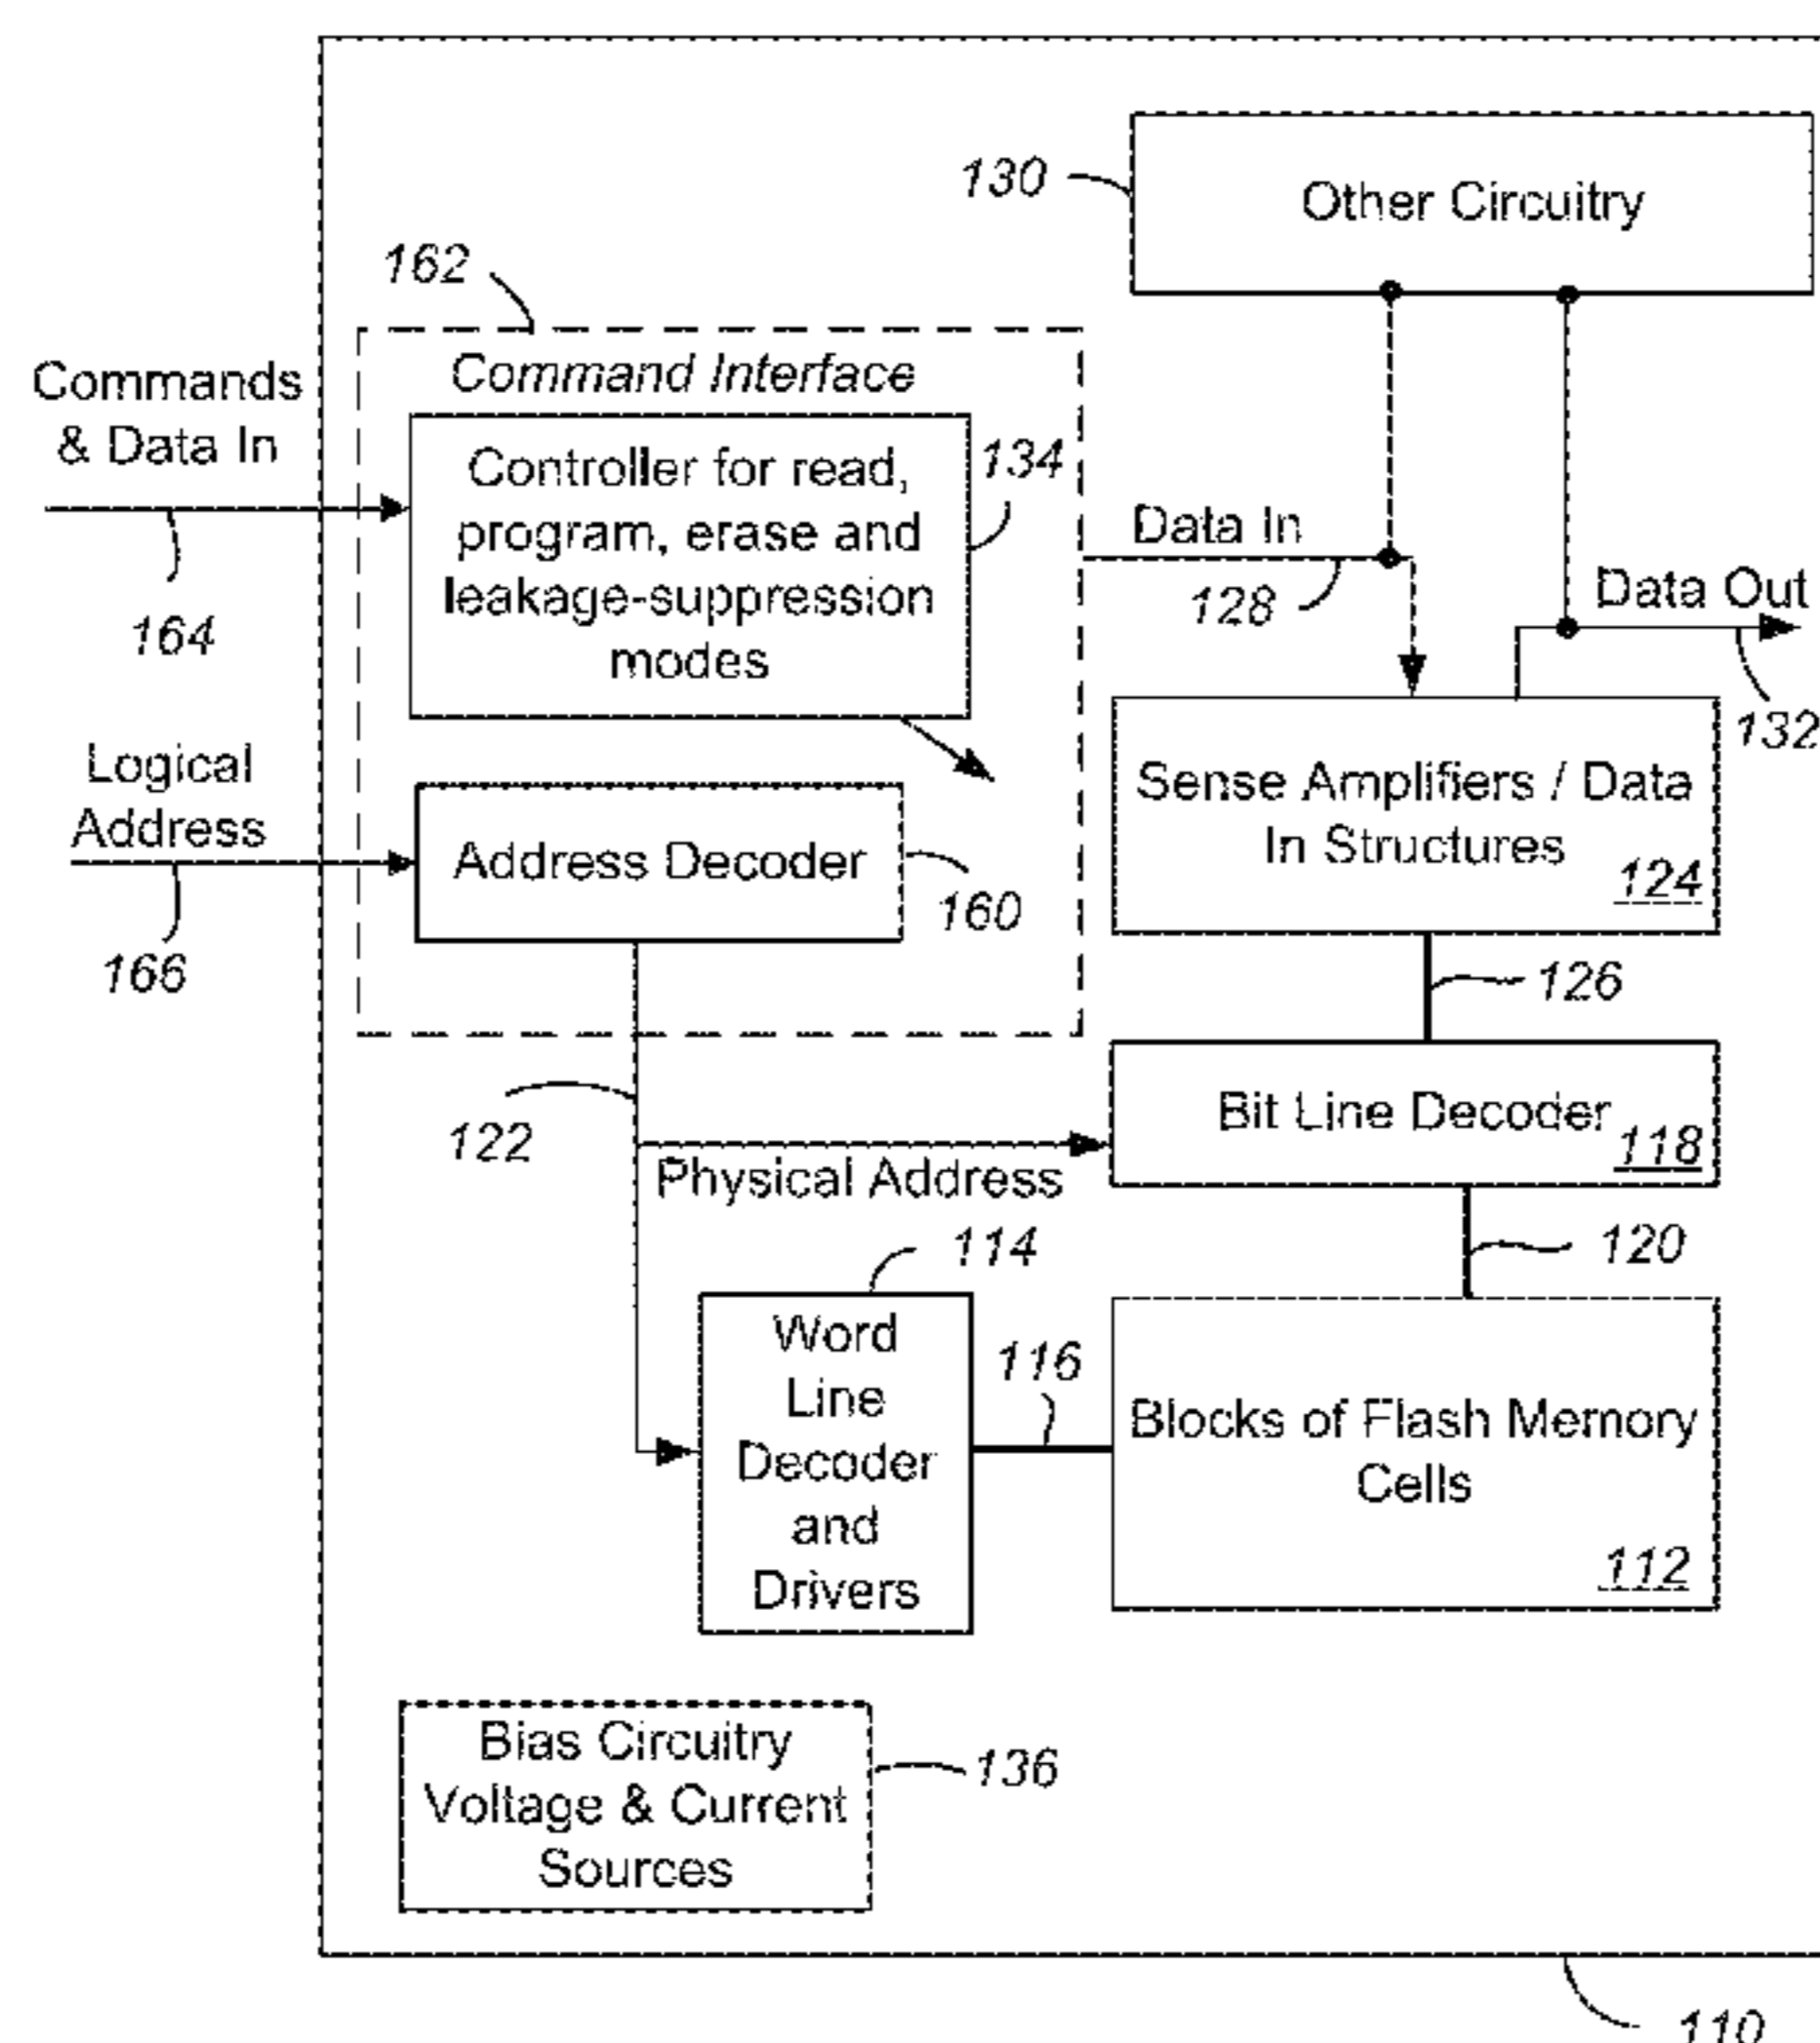 Other Circuitry
130
162
Command Interface
Commands
& Data In
164
Controller for read,
program, erase and
leakage-suppression
modes
134
Data In
128
Data Out
132
Logical
Address
166
Address Decoder
160
Sense Amplifiers / Data
In Structures
124
126
122
Physical Address
Bit Line Decoder
118
120
114
Word
Line
Decoder
and
Drivers
116
Blocks of Flash Memory
Cells
112
Bias Circuitry
Voltage & Current
Sources
136
110